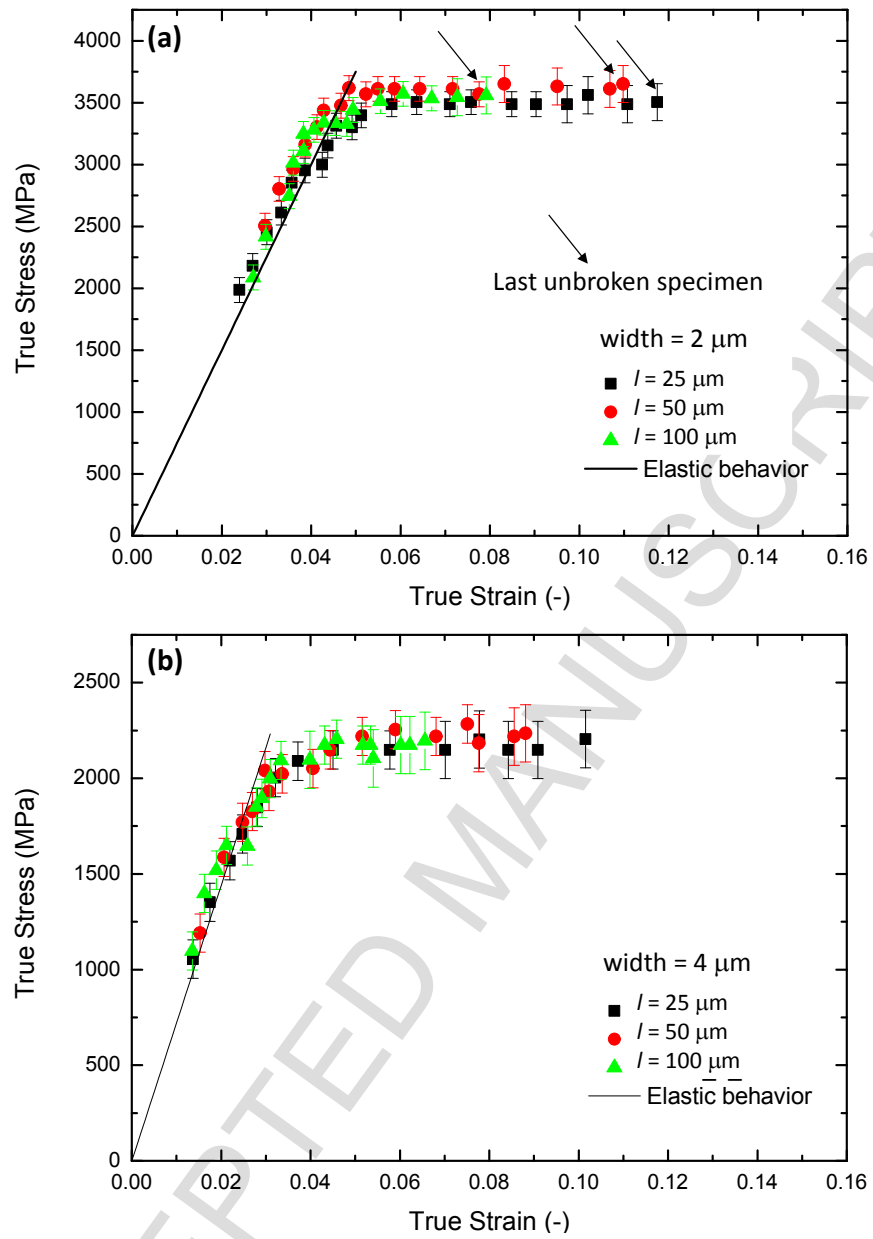 (a)
4000
3500
3000
2500
2000
1500
1000
500
0
True Stress (MPa)
Last unbroken specimen
width = 2 μm
l = 25 μm
l = 50 μm
l = 100 μm
Elastic behavior
0.00 0.02 0.04 0.06 0.08 0.10 0.12 0.14 0.16
True Strain (-)
(b)
2500
2000
1500
1000
500
0
True Stress (MPa)
width = 4 μm
l = 25 μm
l = 50 μm
l = 100 μm
Elastic behavior
0.00 0.02 0.04 0.06 0.08 0.10 0.12 0.14 0.16
True Strain (-)
EPTED MANUSCRIP